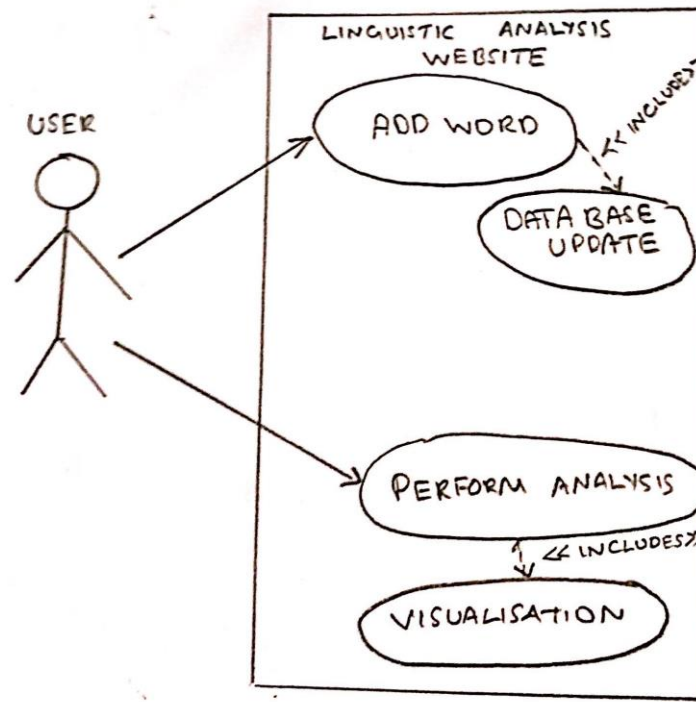 LINGUISTIC ANALYSIS
WEBSITE
USER
ADD WORD
<< INCLUDES>>
DATA BASE
UPDATE
PERFORM ANALYSIS
<< INCLUDES>>
VISUALISATION